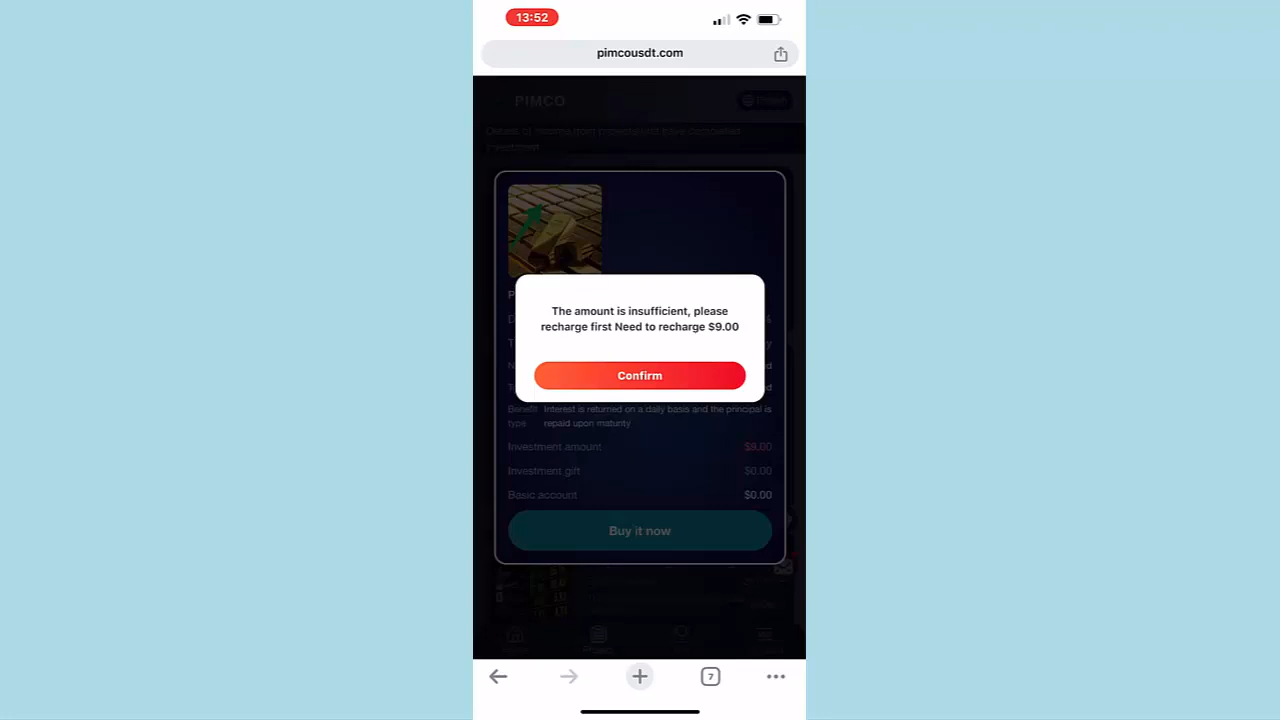 13:52
pimcousdt.com
PIMCO
The amount is insufficient, please
recharge first Need to recharge $9.00
Confirm
Benefit Interest is returned on a daily basis and the principal is
type repaid upon maturity
Investment amount $9.00
Investment gift $0.00
Basic account $0.00
Buy it now
7